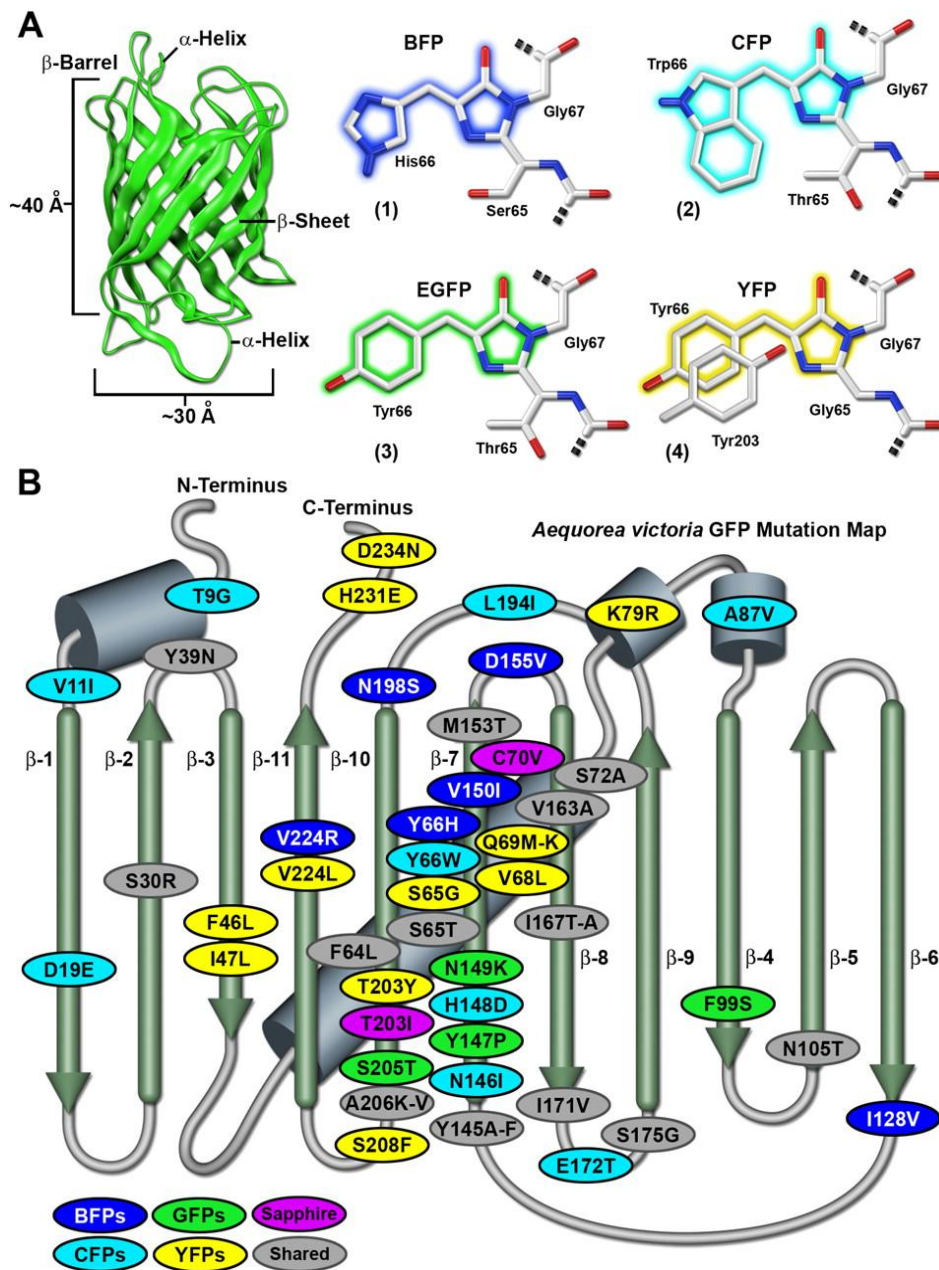 A
α-Helix
β-Barrel
~40 Å
β-Sheet
α-Helix
~30 Å
BFP
Gly67
His66
Ser65
(1)
CFP
Trp66
Gly67
Thr65
(2)
EGFP
Gly67
Tyr66
Thr65
(3)
YFP
Tyr66
Gly67
Gly65
Tyr203
(4)
B
N-Terminus
C-Terminus
Aequorea victoria GFP Mutation Map
D234N
T9G
H231E
L194I
K79R
A87V
Y39N
D155V
V11I
N198S
M153T
β-1
β-2
β-3
β-11
β-10
β-7
C70V
S72A
V150I
V163A
V224R
Y66H
Q69M-K
Y66W
V224L
V68L
S30R
S65G
F46L
S65T
I167T-A
I47L
F64L
β-8
β-9
β-4
β-5
β-6
D19E
N149K
T203Y
H148D
F99S
T203I
Y147P
N105T
S205T
N146I
A206K-V
I171V
I128V
Y145A-F
S175G
S208F
E172T
BFPs
GFPs
Sapphire
CFPs
YFPs
Shared